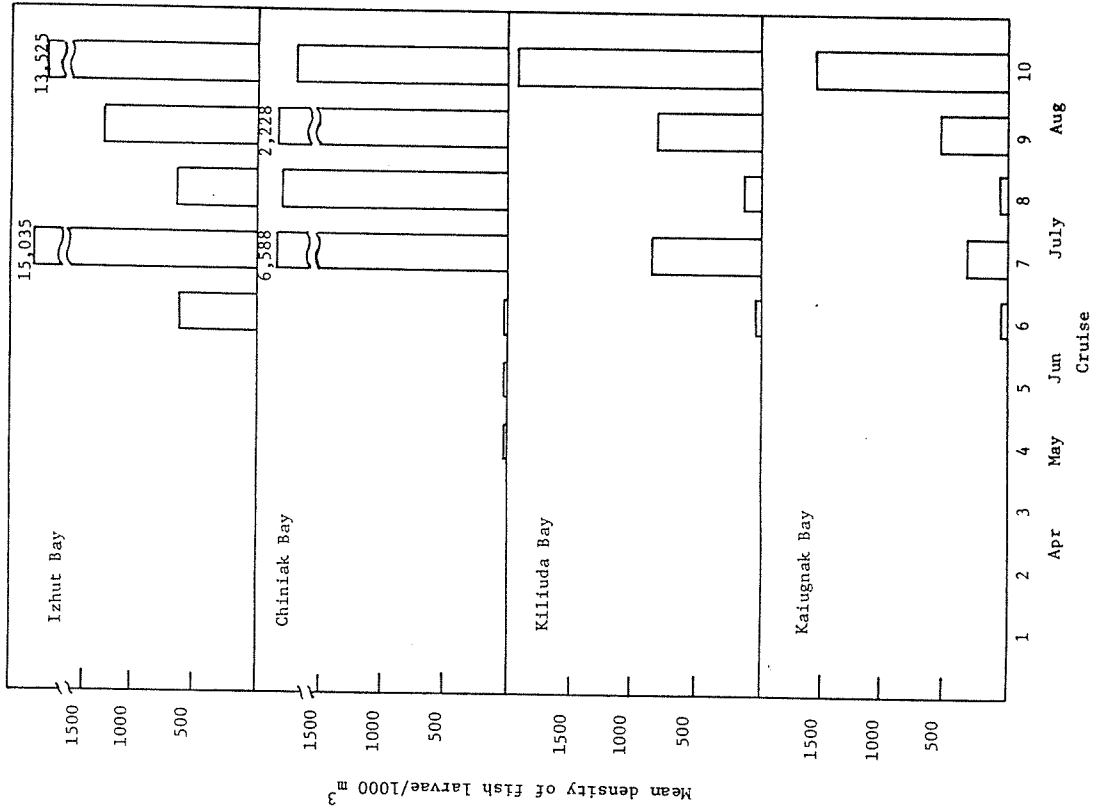 Mean density of fish larvae/1000 m³
Izhut Bay
1500
1000
500
15,035
13,525
Chiniak Bay
1500
1000
500
6,588
2,228
Kiliuda Bay
1500
1000
500
Kaiugnak Bay
1500
1000
500
1 2 3 4 5 6 7 8 9 10
Apr May Jun July Aug
Cruise